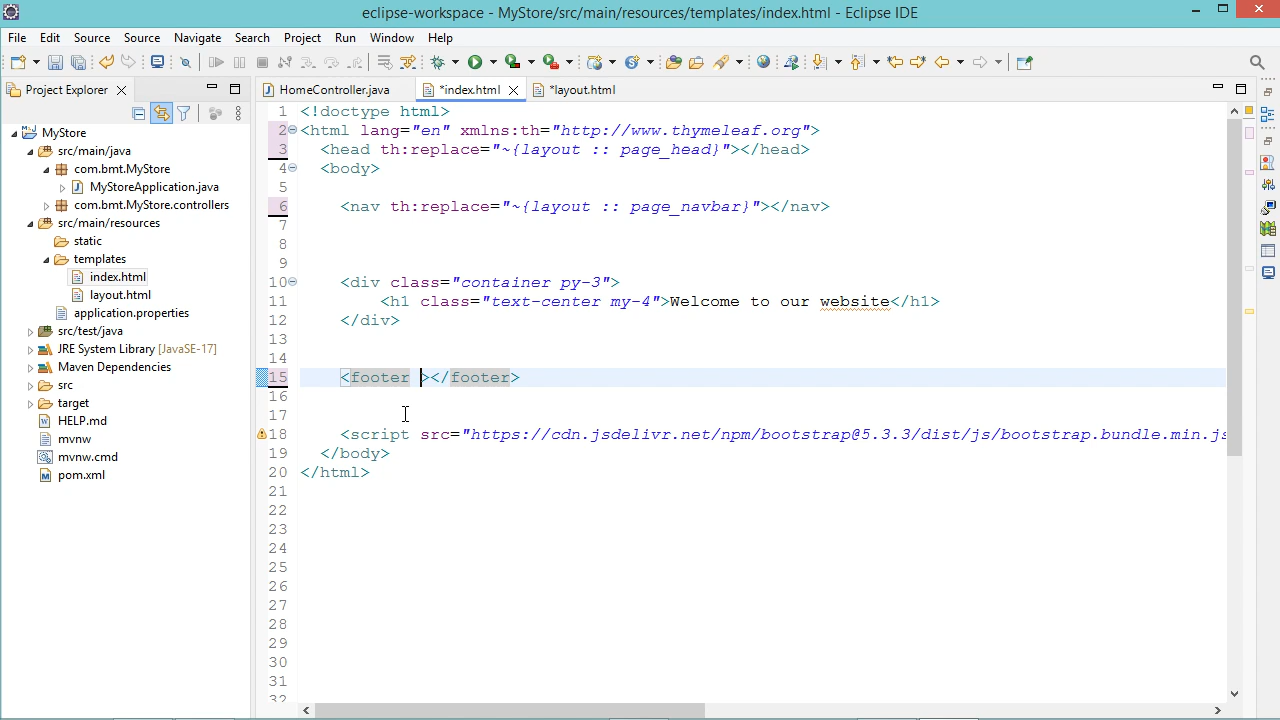 eclipse-workspace - MyStore/src/main/resources/templates/index.html - Eclipse IDE
File Edit Source Source Navigate Search Project Run Window Help
Project Explorer
HomeController.java *index.html *layout.html
MyStore
src/main/java
com.bmt.MyStore
MyStoreApplication.java
com.bmt.MyStore.controllers
src/main/resources
static
templates
index.html
layout.html
application.properties
src/test/java
JRE System Library [JavaSE-17]
Maven Dependencies
src
target
HELP.md
mvnw
mvnw.cmd
pom.xml
1 <!doctype html>
2 <html lang="en" xmlns:th="http://www.thymeleaf.org">
3 <head th:replace="~{layout :: page_head}"></head>
4 <body>
5
6 <nav th:replace="~{layout :: page_navbar}"></nav>
7
8
9
10 <div class="container py-3">
11 <h1 class="text-center my-4">Welcome to our website</h1>
12 </div>
13
14
15 <footer ></footer>
16
17
18 <script src="https://cdn.jsdelivr.net/npm/bootstrap@5.3.3/dist/js/bootstrap.bundle.min.js
19 </body>
20 </html>
21
22
23
24
25
26
27
28
29
30
31
32